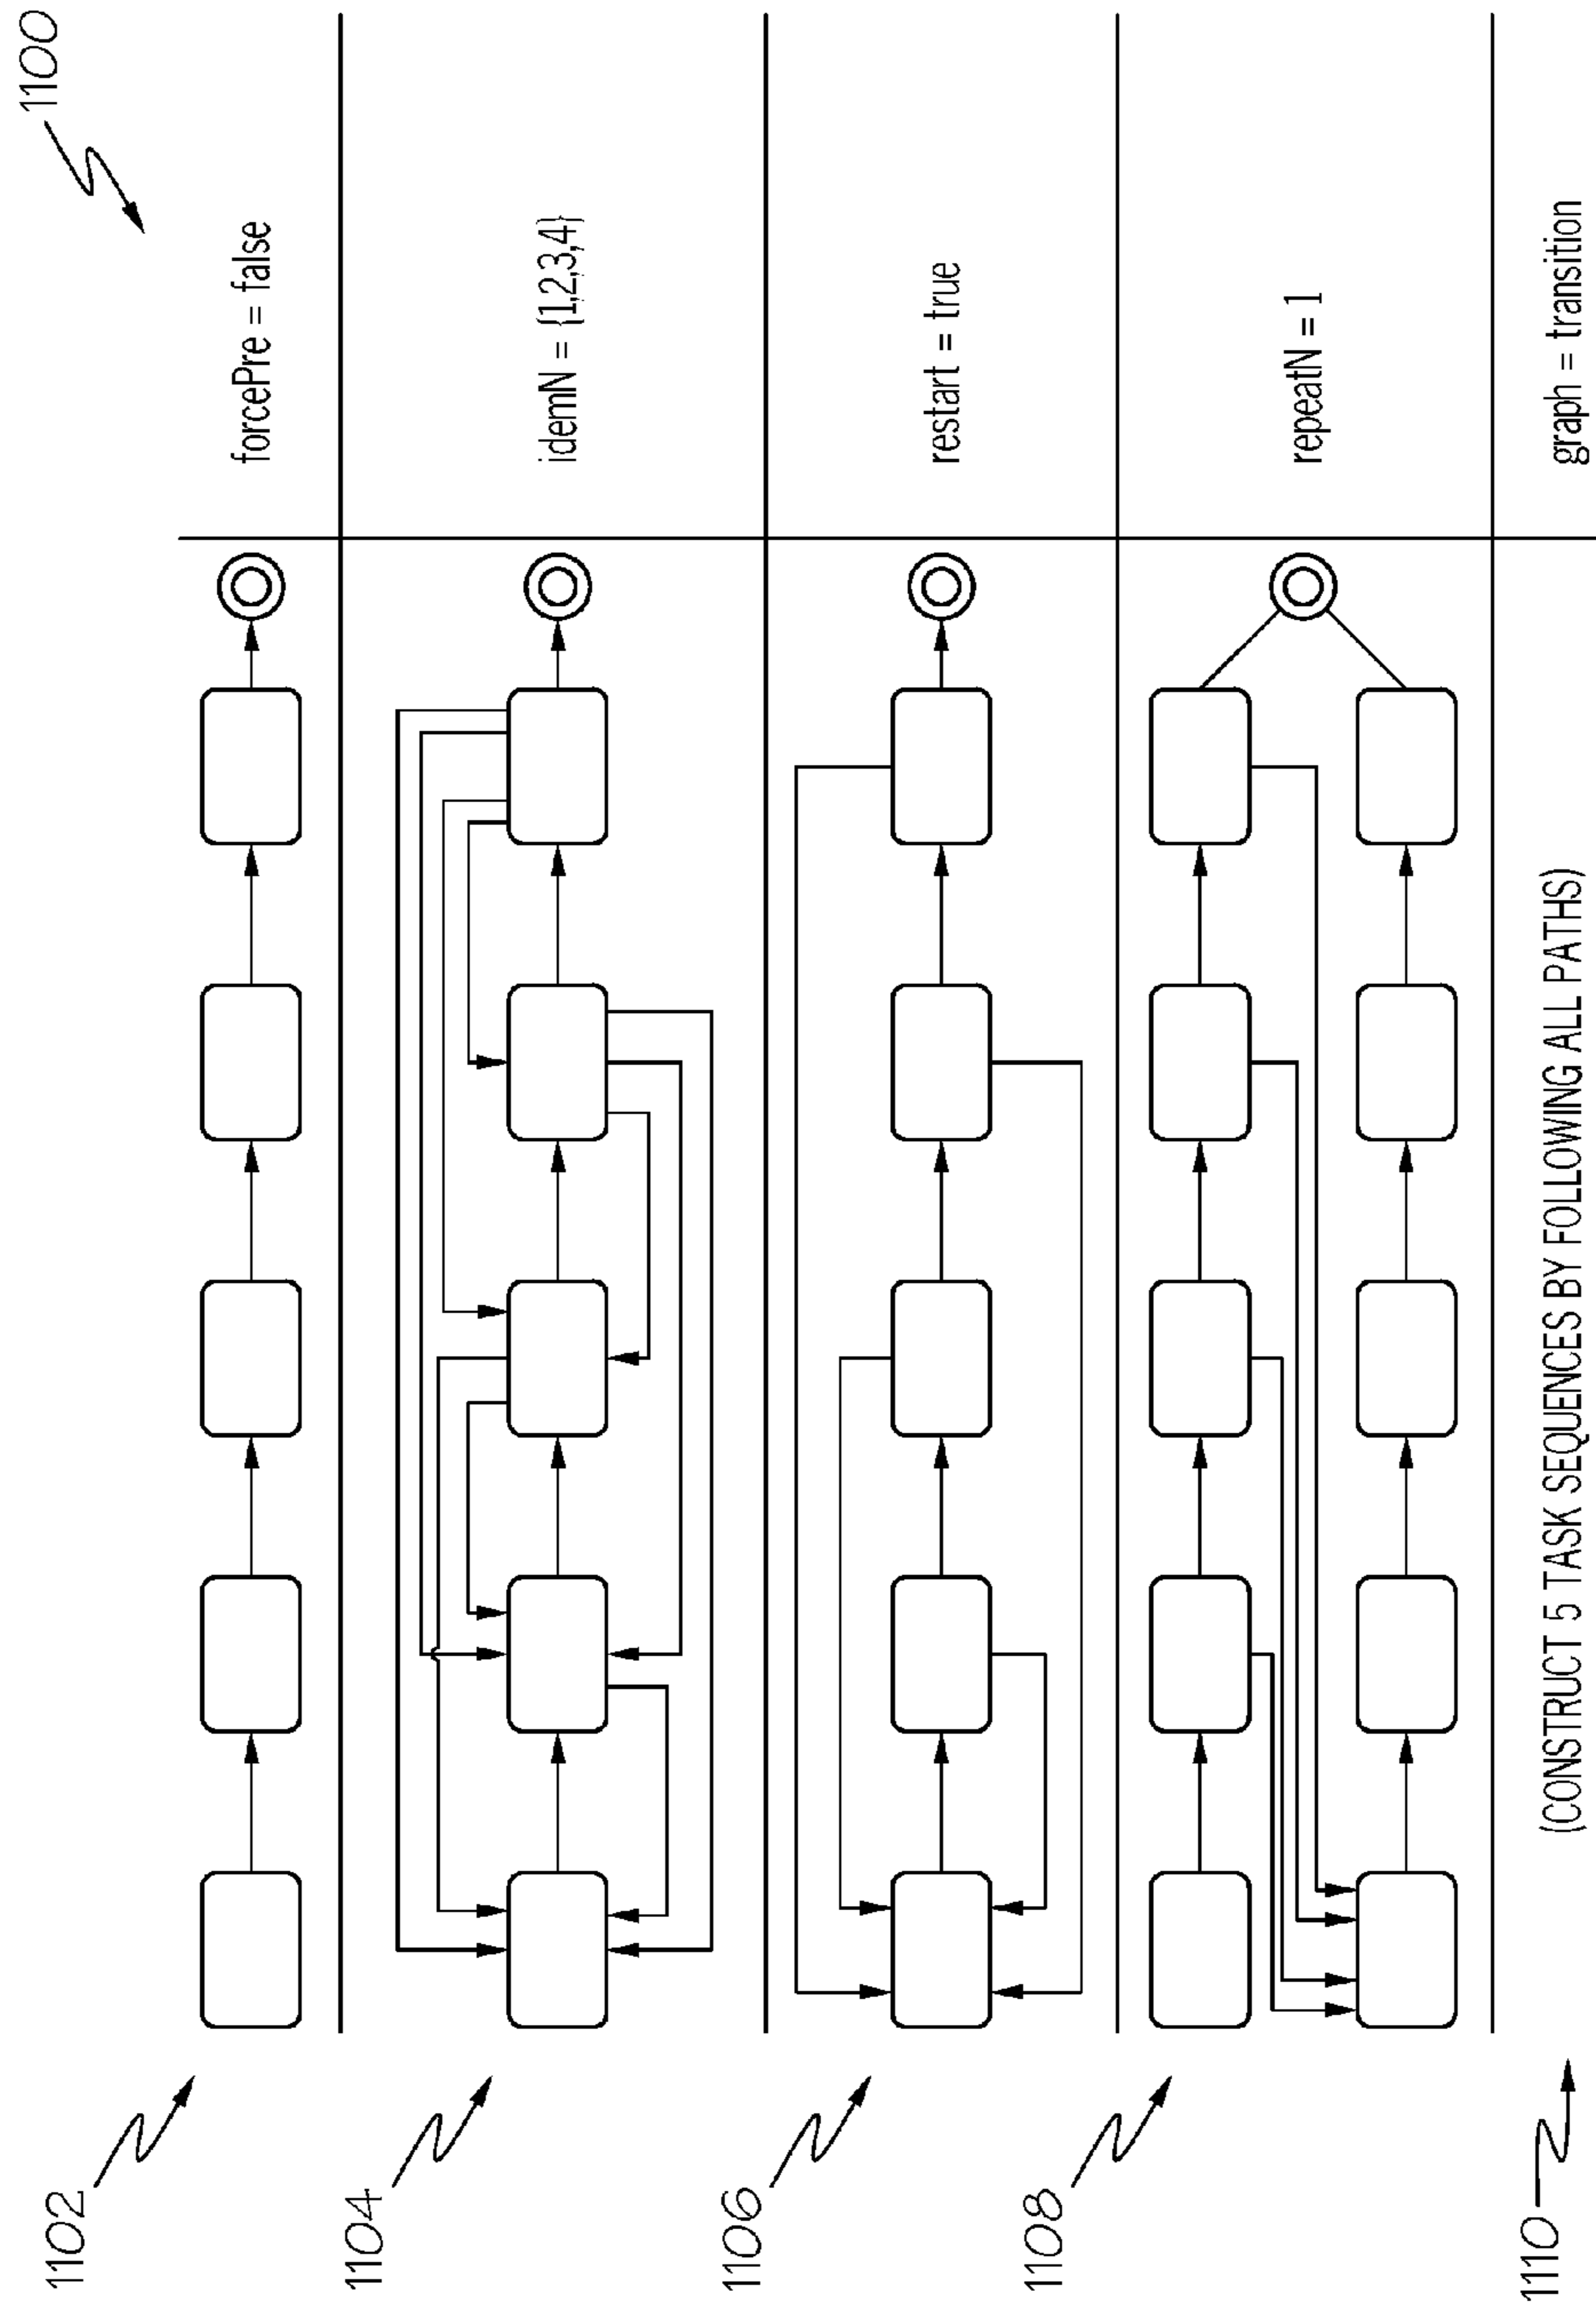 1100
1102
forcePre = false
1104
idemN = {1,2,3,4}
1106
restart = true
1108
repeatN = 1
1110
(CONSTRUCT 5 TASK SEQUENCES BY FOLLOWING ALL PATHS)
graph = transition